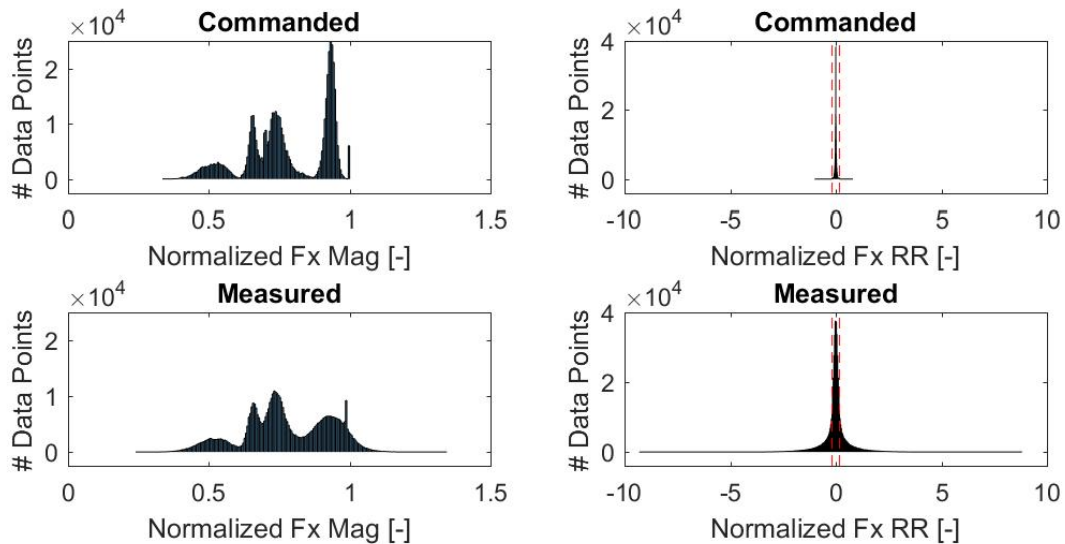 Commanded
×10^4
# Data Points
2
0
0 0.5 1 1.5
Normalized Fx Mag [-]
Commanded
×10^4
# Data Points
4
2
0
-10 -5 0 5 10
Normalized Fx RR [-]
Measured
×10^4
# Data Points
2
0
0 0.5 1 1.5
Normalized Fx Mag [-]
Measured
×10^4
# Data Points
4
2
0
-10 -5 0 5 10
Normalized Fx RR [-]